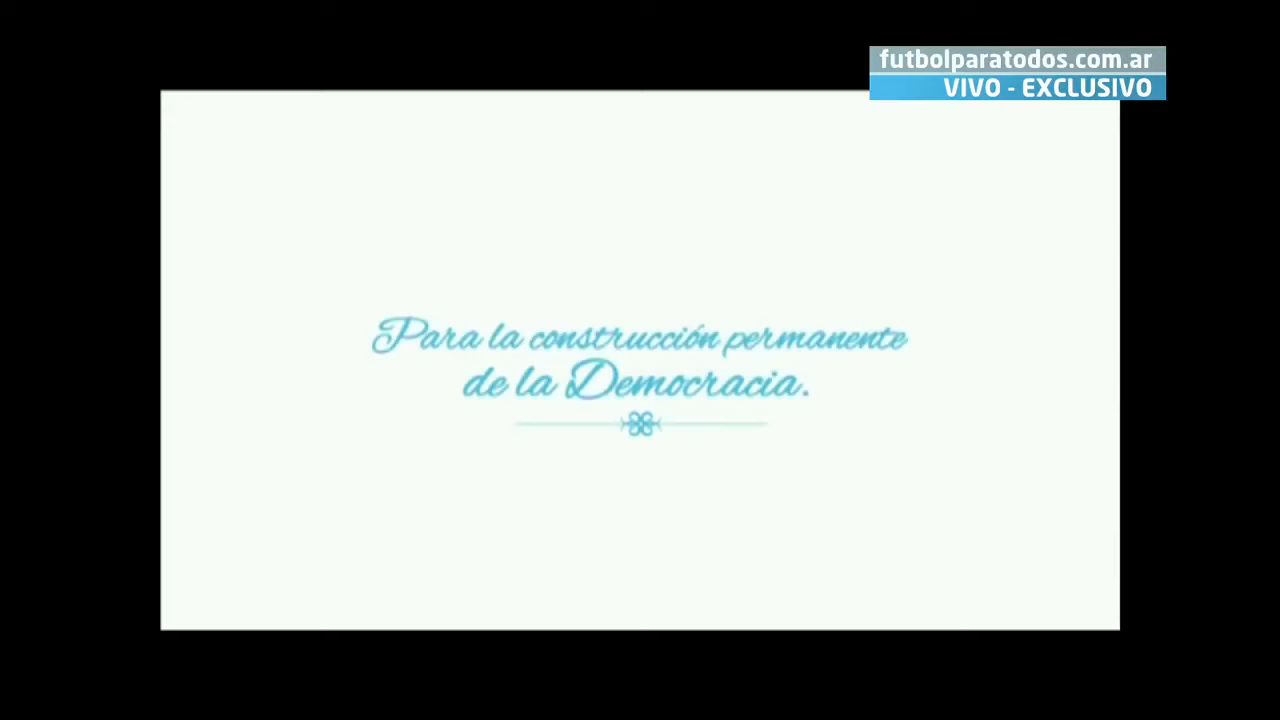 futbolparatodos.com.ar
VIVO - EXCLUSIVO
Para la construcción permanente
de la Democracia.